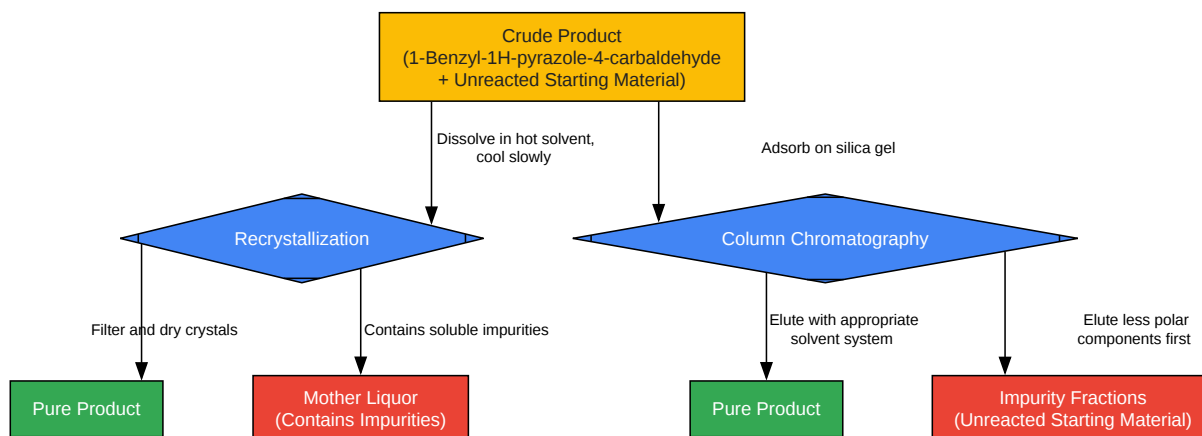 Crude Product
(1-Benzyl-1H-pyrazole-4-carbaldehyde
+ Unreacted Starting Material)
Dissolve in hot solvent,
cool slowly
Adsorb on silica gel
Recrystallization
Column Chromatography
Filter and dry crystals
Contains soluble impurities
Elute with appropriate
solvent system
Elute less polar
components first
Pure Product
Mother Liquor
(Contains Impurities)
Pure Product
Impurity Fractions
(Unreacted Starting Material)